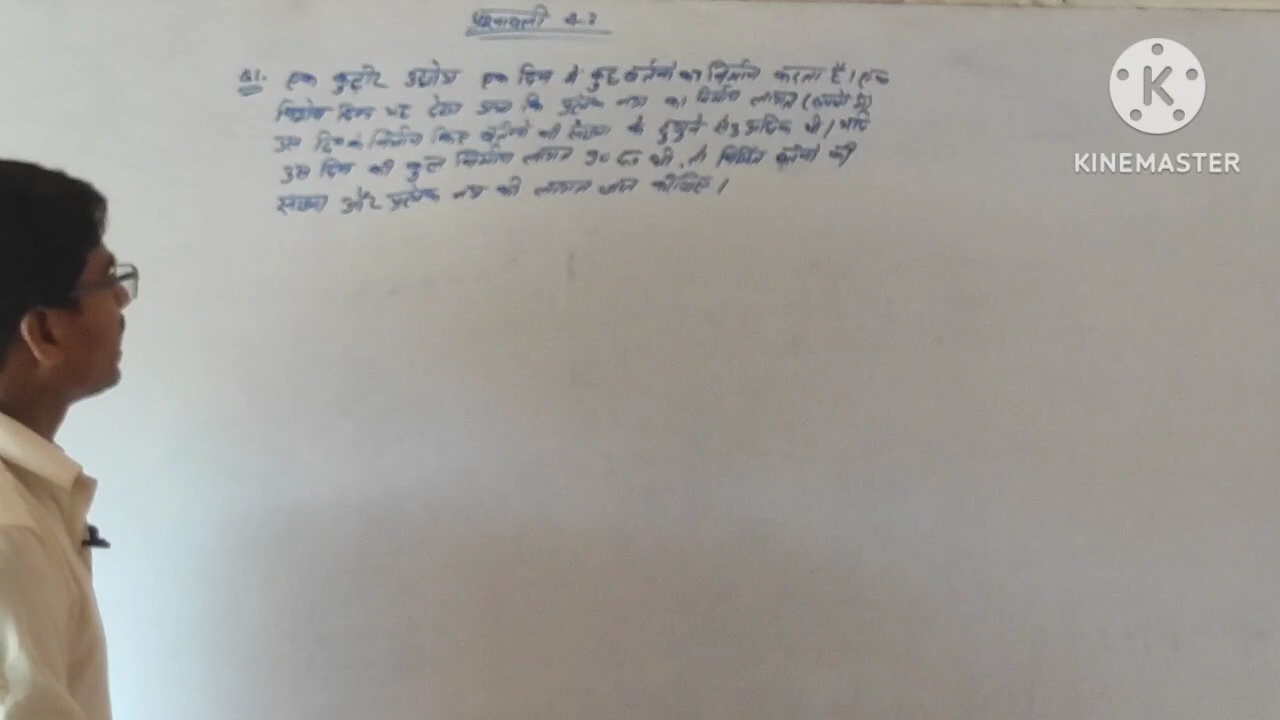 प्रश्नावली 4.2
Q1. एक कुटीर उद्योग एक दिन में कुछ बर्तनों का निर्माण करता है। एक
विशेष दिन यह देखा गया कि प्रत्येक नग का निर्माण लागत (रूपयों में)
उस दिन के निर्माण किए बर्तनों की संख्या के दुगुने से 3 अधिक थी। यदि
उस दिन की कुल निर्माण लागत 90 रू थी, तो निर्मित बर्तनों की
संख्या और प्रत्येक नग की लागत ज्ञात कीजिए।
K
KINEMASTER